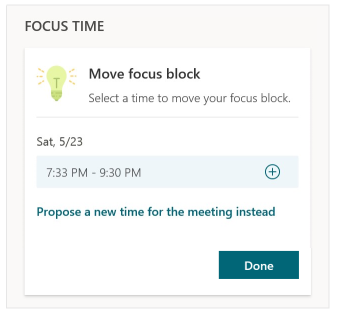 FOCUS TIME
Move focus block
Select a time to move your focus block.
Sat, 5/23
7:33 PM - 9:30 PM
Propose a new time for the meeting instead
Done